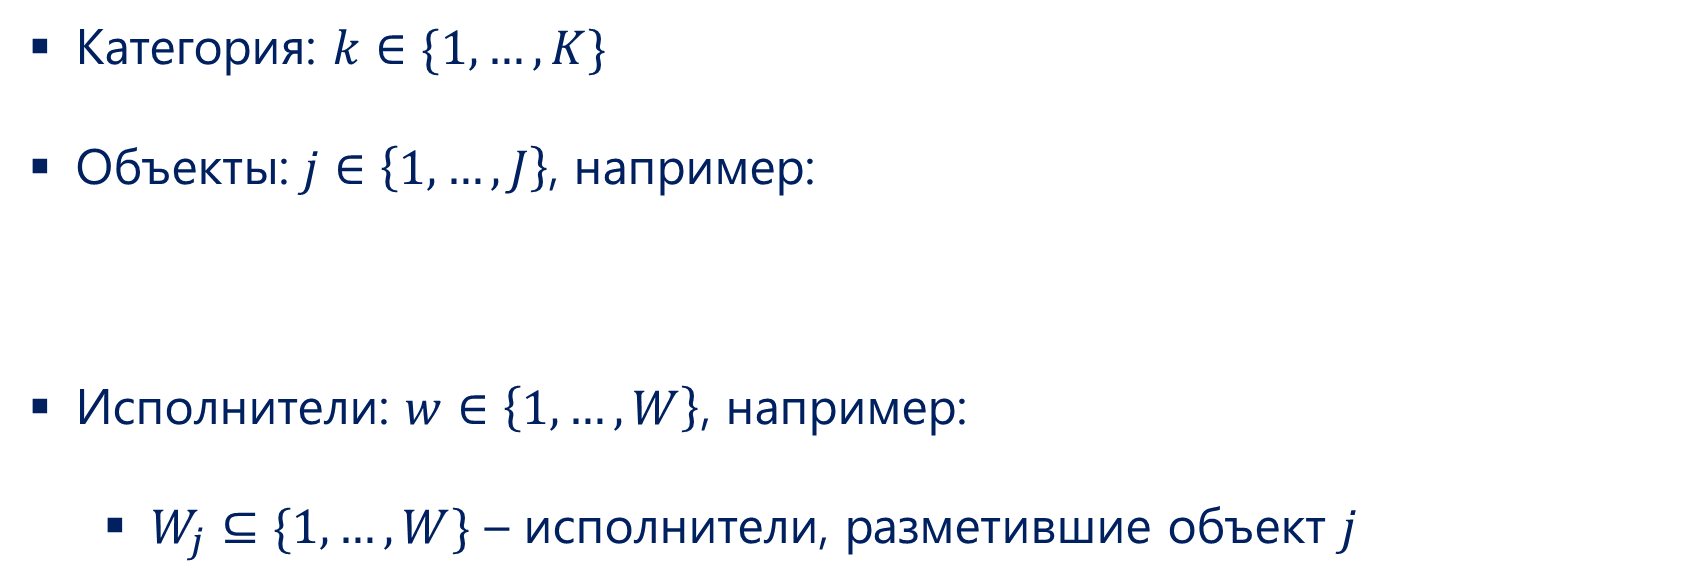 ▪ Категория: k ∈ {1, … , K}
▪ Объекты: j ∈ {1, … , J}, например:
▪ Исполнители: w ∈ {1, … , W}, например:
▪ W_j ⊆ {1, … , W} – исполнители, разметившие объект j